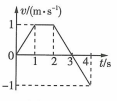 v/(m·s⁻¹)
1
0 1 2 3 4 t/s
-1